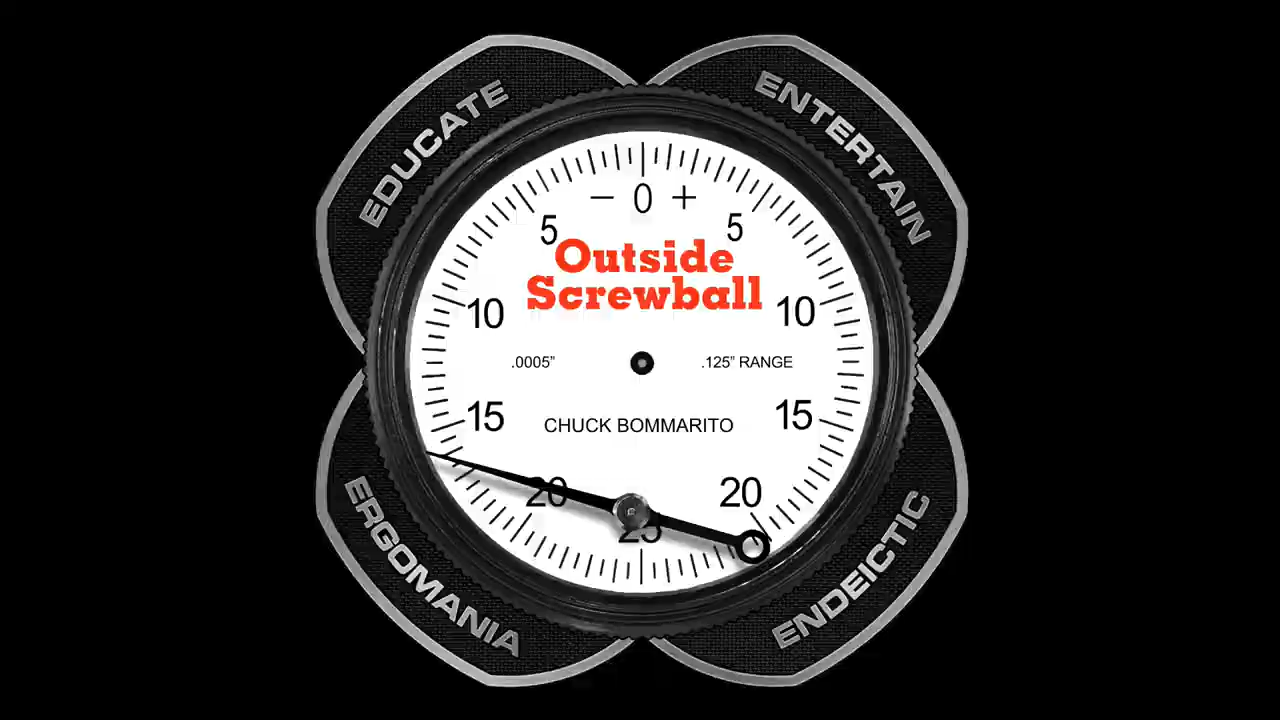 EDUCATE
ENTERTAIN
− 0 +
5 5
Outside
Screwball
10 10
.0005” .125” RANGE
15 15
CHUCK BOMMARITO
20 20
25
ERGOMANIA
ENDEICTIC